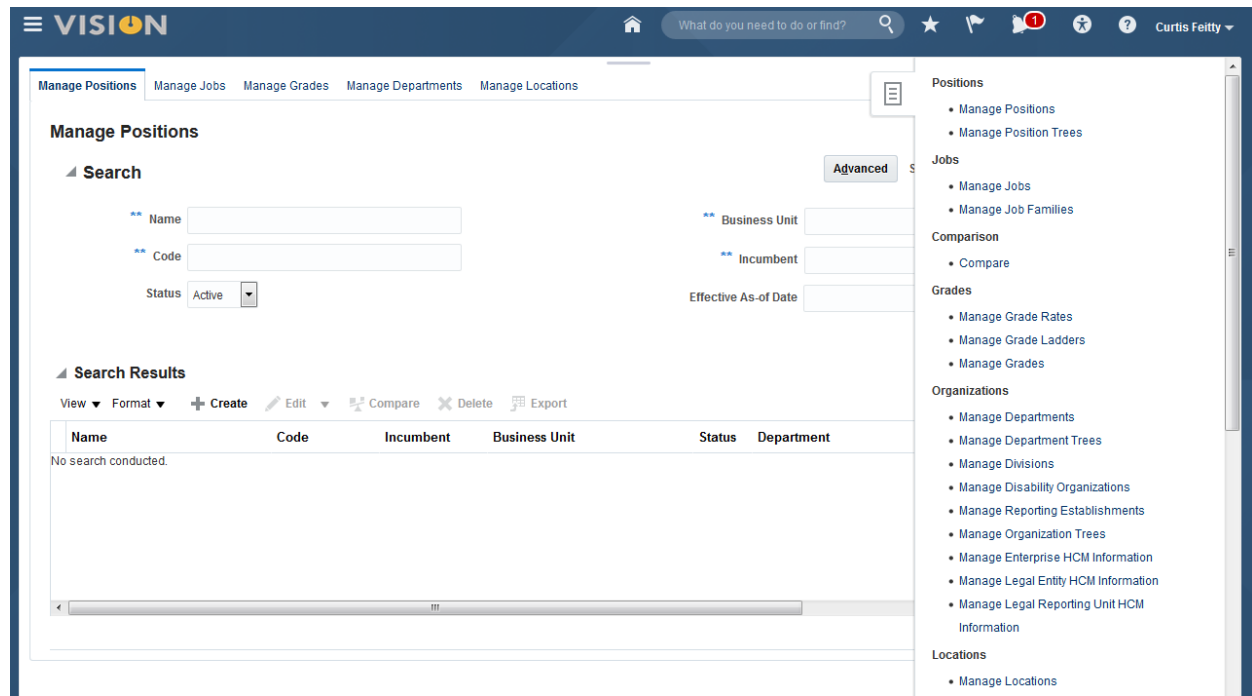 VISION
What do you need to do or find?
1
Curtis Feitty
Manage Positions Manage Jobs Manage Grades Manage Departments Manage Locations
Manage Positions
Search
Advanced S
** Name
** Business Unit
** Code
** Incumbent
Status Active
Effective As-of Date
Search Results
View Format Create Edit Compare Delete Export
Name Code Incumbent Business Unit Status Department
No search conducted.
Positions
• Manage Positions
• Manage Position Trees
Jobs
• Manage Jobs
• Manage Job Families
Comparison
• Compare
Grades
• Manage Grade Rates
• Manage Grade Ladders
• Manage Grades
Organizations
• Manage Departments
• Manage Department Trees
• Manage Divisions
• Manage Disability Organizations
• Manage Reporting Establishments
• Manage Organization Trees
• Manage Enterprise HCM Information
• Manage Legal Entity HCM Information
• Manage Legal Reporting Unit HCM
Information
Locations
• Manage Locations